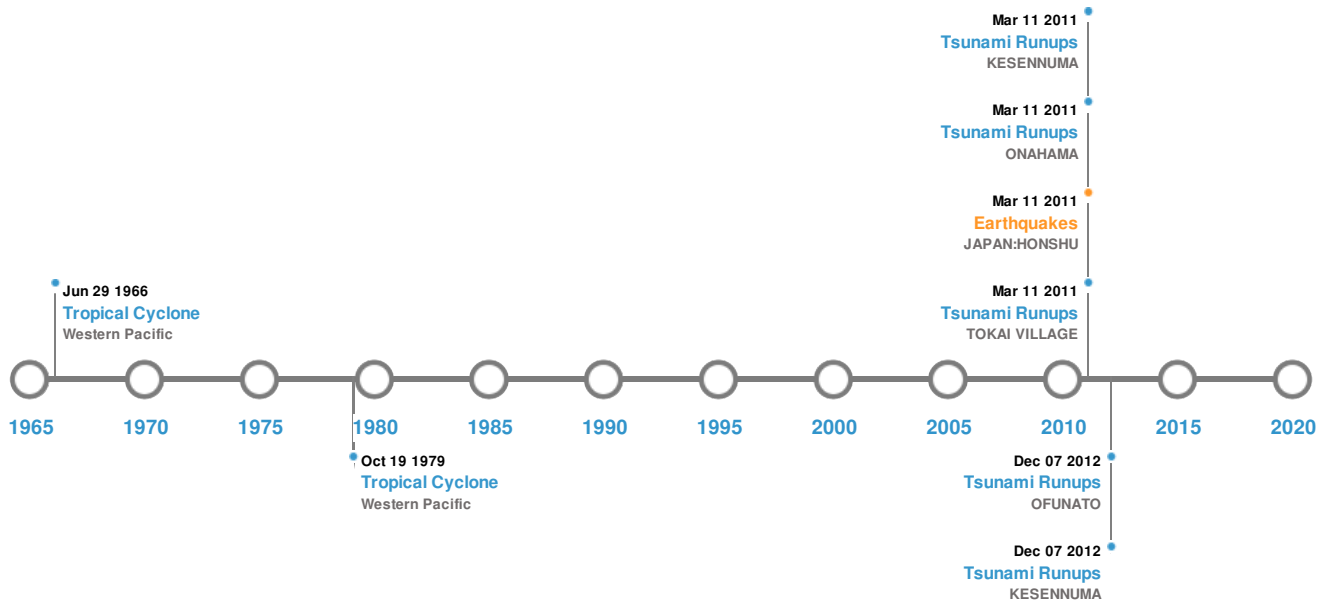 Mar 11 2011
Tsunami Runups
KESENNUMA
Mar 11 2011
Tsunami Runups
ONAHAMA
Mar 11 2011
Earthquakes
JAPAN:HONSHU
Jun 29 1966
Tropical Cyclone
Western Pacific
Mar 11 2011
Tsunami Runups
TOKAI VILLAGE
1965 1970 1975 1980 1985 1990 1995 2000 2005 2010 2015 2020
Oct 19 1979
Tropical Cyclone
Western Pacific
Dec 07 2012
Tsunami Runups
OFUNATO
Dec 07 2012
Tsunami Runups
KESENNUMA